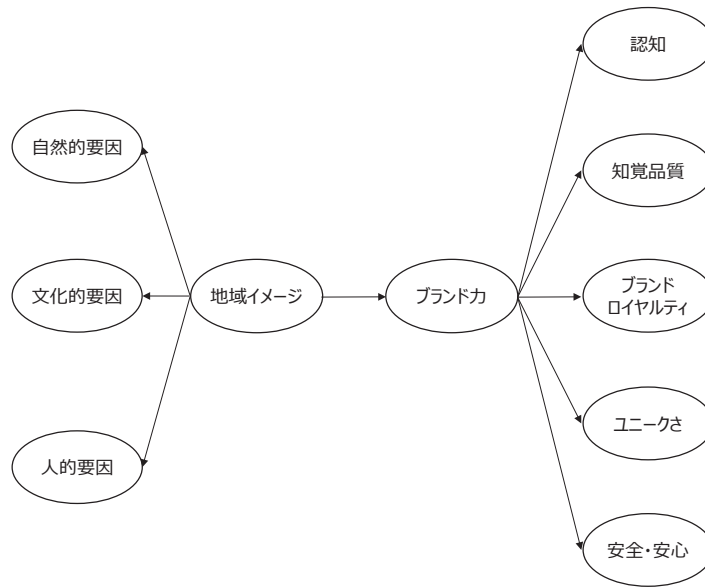 認知
自然的要因
知覚品質
文化的要因
地域イメージ
ブランド力
ブランド
ロイヤルティ
ユニークさ
人的要因
安全・安心